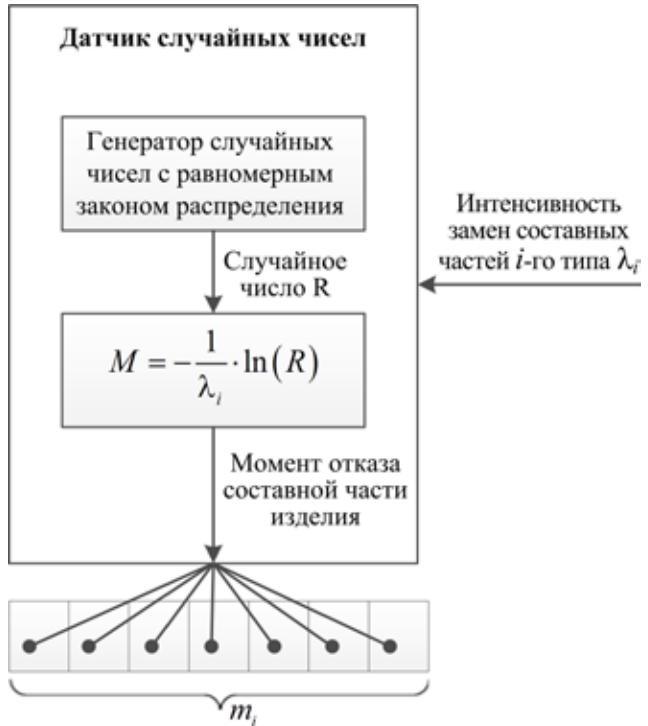 Датчик случайных чисел
Генератор случайных
чисел с равномерным
законом распределения
Случайное
число R
Интенсивность
замен составных
частей i-го типа λi
M = −1/λi · ln(R)
Момент отказа
составной части
изделия
mi